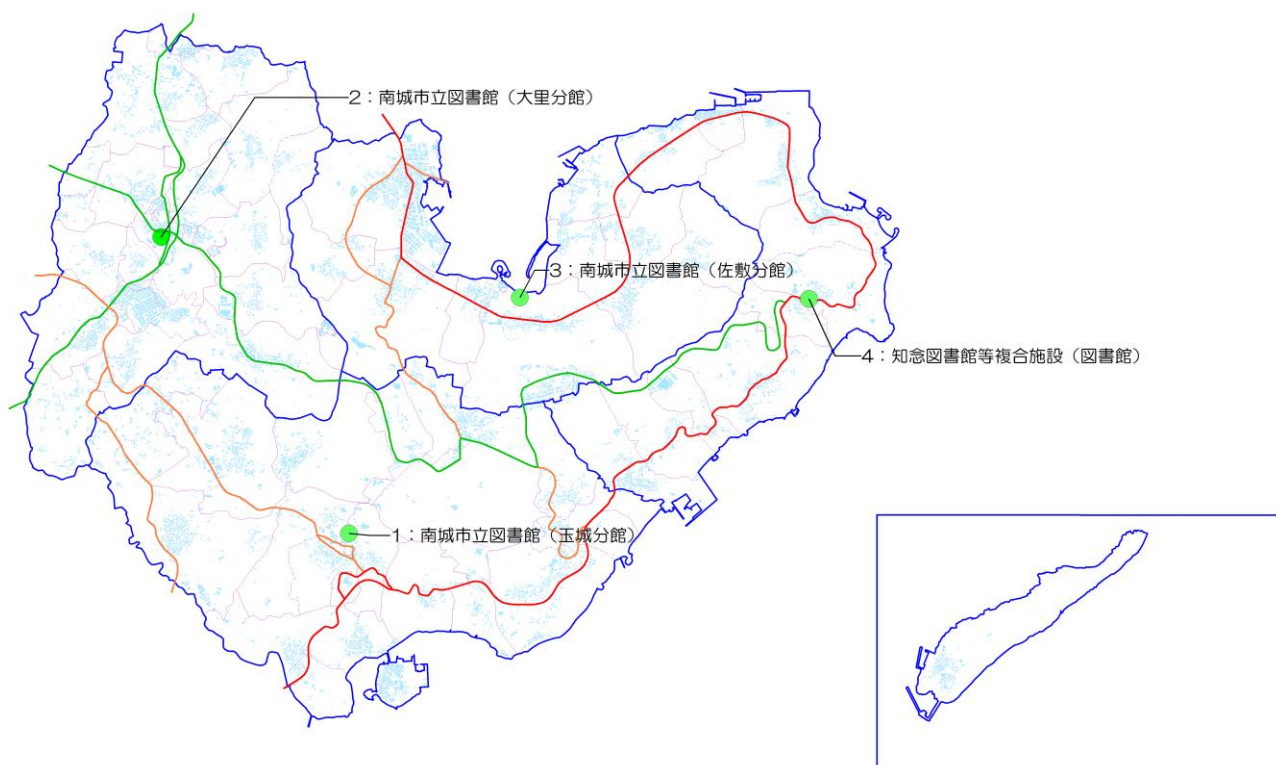 2：南城市立図書館（大里分館）
3：南城市立図書館（佐敷分館）
4：知念図書館等複合施設（図書館）
1：南城市立図書館（玉城分館）